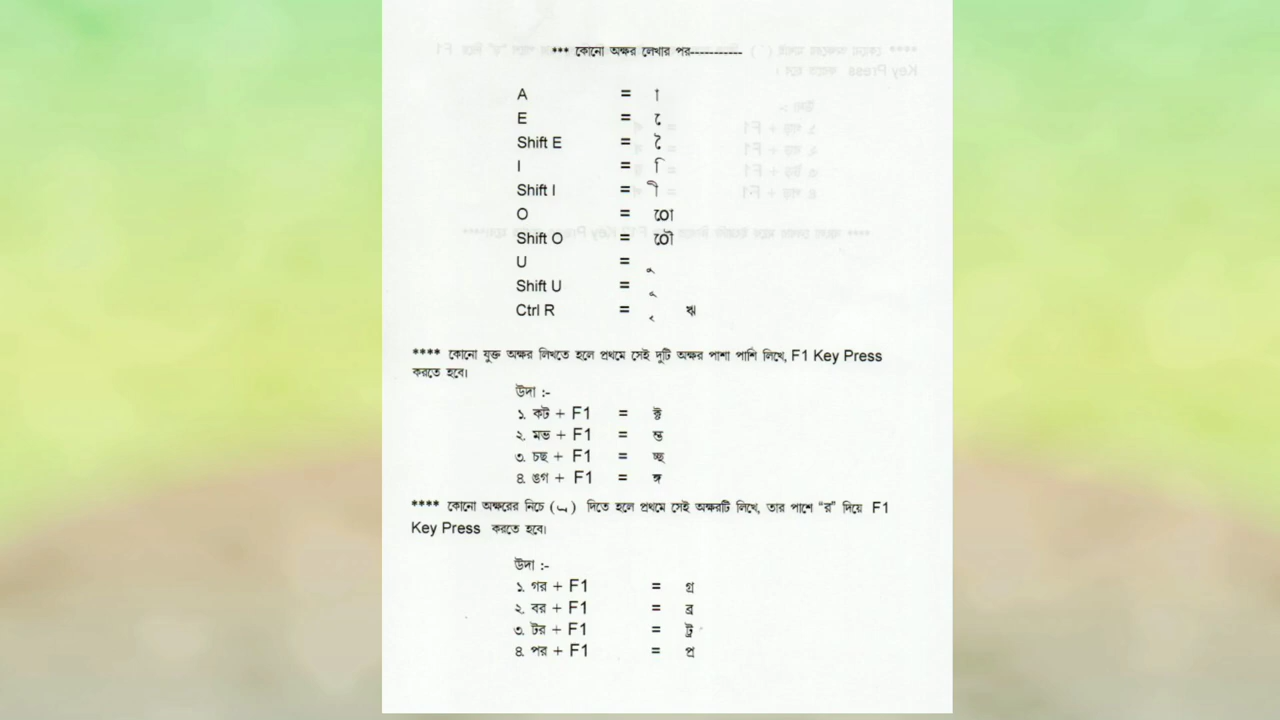 *** কোনো অক্ষর লেখার পর----------
A = া
E = ে
Shift E = ৈ
I = ি
Shift I = ী
O = ো
Shift O = ৌ
U = ু
Shift U = ূ
Ctrl R = ৃ ঋ
**** কোনো যুক্ত অক্ষর লিখতে হলে প্রথমে সেই দুটি অক্ষর পাশা পার্শি লিখে, F1 Key Press
করতে হবে।
উদা :-
১. কট + F1 = ক্ট
২. মভ + F1 = ম্ভ
৩. চছ + F1 = চ্ছ
৪. ঙগ + F1 = ঙ্গ
**** কোনো অক্ষরের নিচে (্র) দিতে হলে প্রথমে সেই অক্ষরটি লিখে, তার পাশে “র” দিয়ে F1
Key Press করতে হবে।
উদা :-
১. গর + F1 = গ্র
২. বর + F1 = ব্র
৩. টর + F1 = ট্র
৪. পর + F1 = প্র